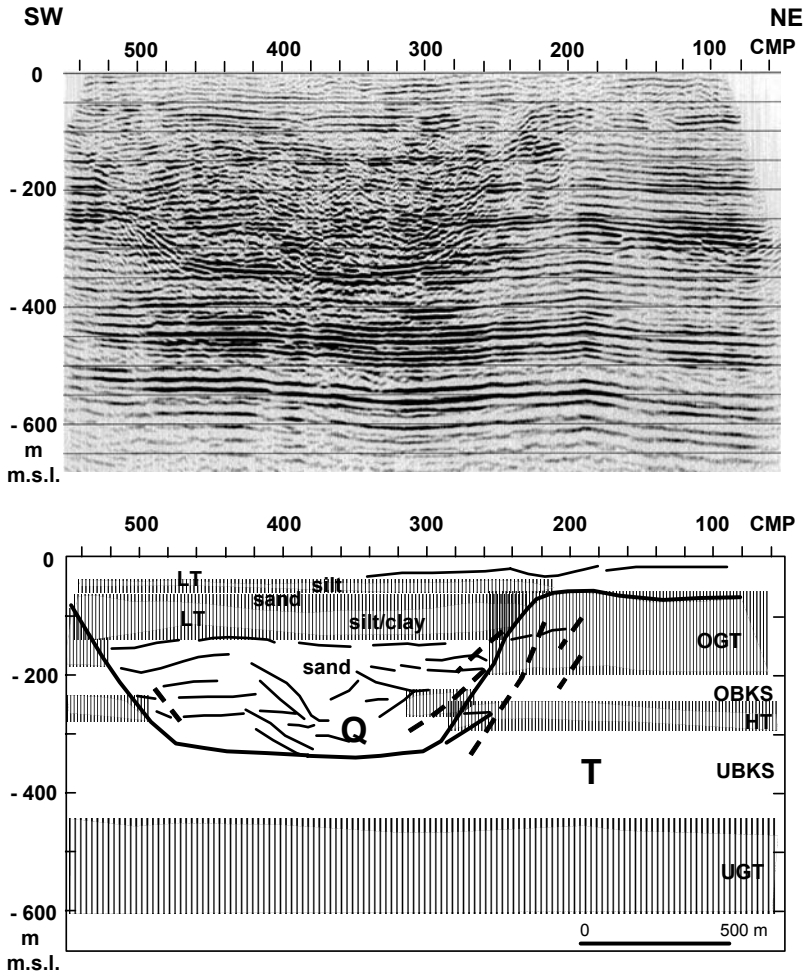 SW NE
500 400 300 200 100 CMP
0
- 200
- 400
- 600
m
m.s.l.
500 400 300 200 100 CMP
0
LT silt
sand
LT silt/clay
OGT
sand
- 200
OBKS
HT
Q
T
UBKS
- 400
UGT
- 600
0 500 m
m
m.s.l.